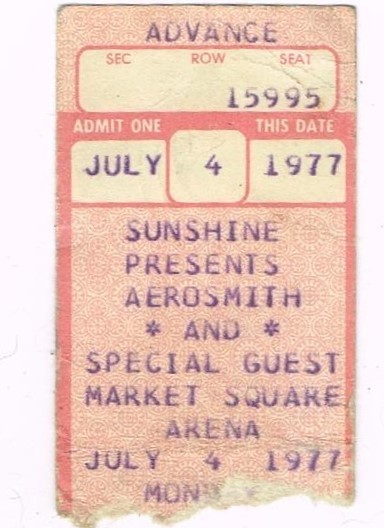 ADVANCE
SEC ROW SEAT
15995
ADMIT ONE THIS DATE
JULY 4 1977
SUNSHINE
PRESENTS
AEROSMITH
* AND *
SPECIAL GUEST
MARKET SQUARE
ARENA
JULY 4 1977